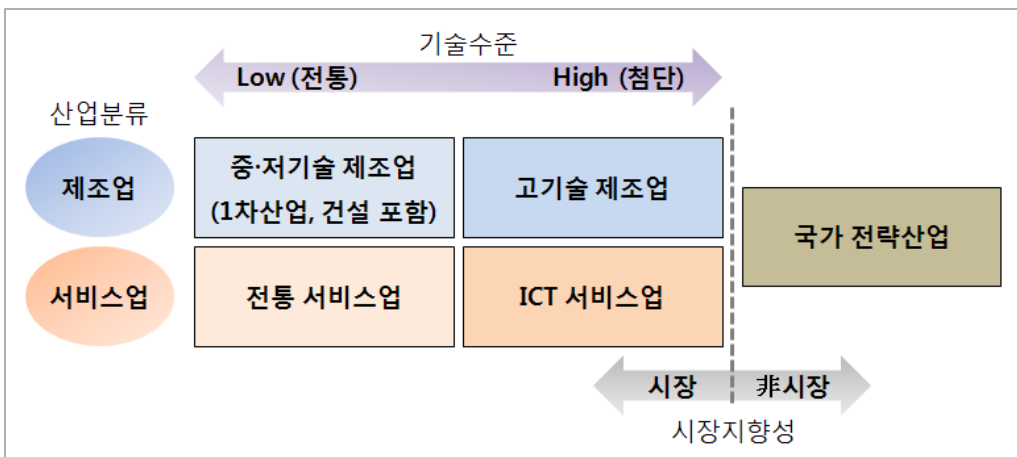 기술수준
Low (전통)
High (첨단)
산업분류
제조업
중·저기술 제조업
(1차산업, 건설 포함)
고기술 제조업
국가 전략산업
서비스업
전통 서비스업
ICT 서비스업
시장
非시장
시장지향성